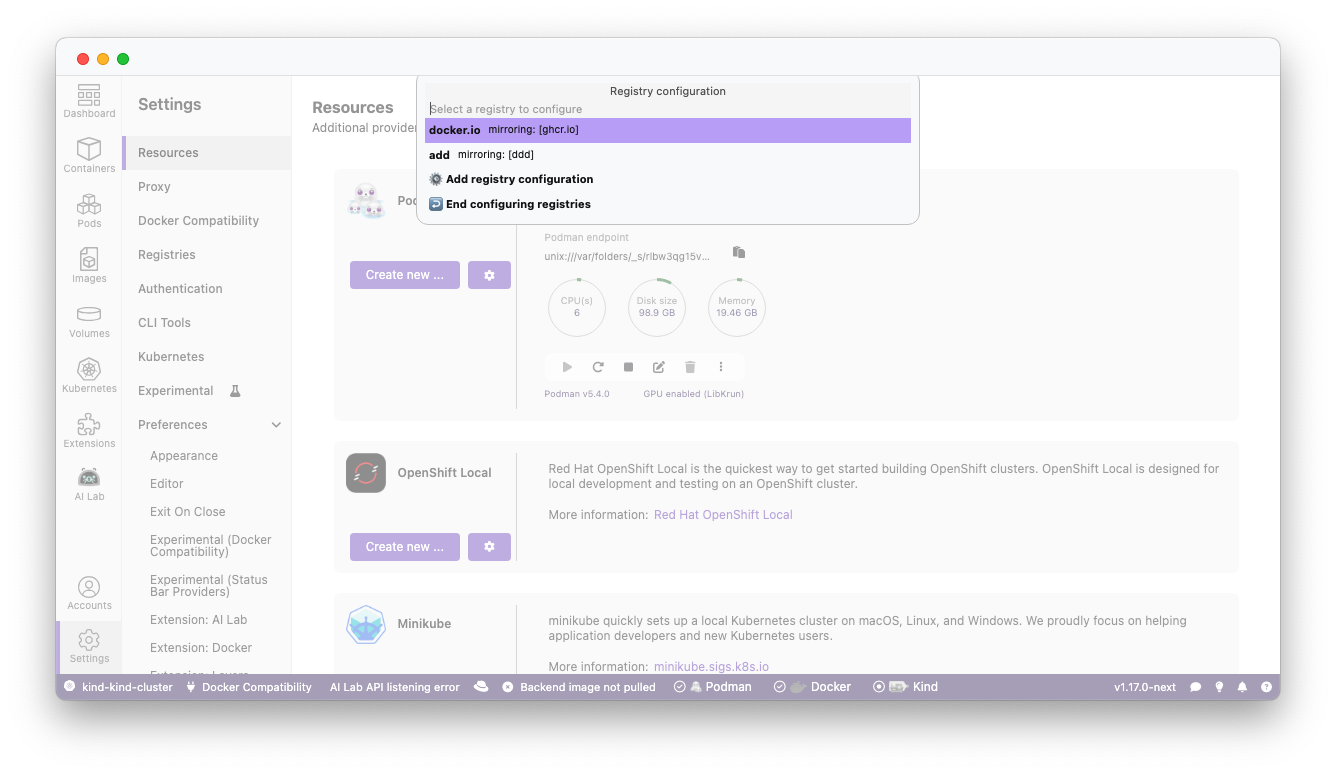 Registry configuration
Select a registry to configure
docker.io mirroring: [ghcr.io]
add mirroring: [ddd]
Add registry configuration
End configuring registries
Dashboard
Containers
Pods
Images
Volumes
Kubernetes
Extensions
AI Lab
Accounts
Settings
Settings
Resources
Proxy
Docker Compatibility
Registries
Authentication
CLI Tools
Kubernetes
Experimental
Preferences
Appearance
Editor
Exit On Close
Experimental (Docker
Compatibility)
Experimental (Status
Bar Providers)
Extension: AI Lab
Extension: Docker
Resources
Additional provider
Create new ...
Podman endpoint
CPU(s)
6
Disk size
98.9 GB
Memory
19.46 GB
Podman v5.4.0 GPU enabled (LibKrun)
OpenShift Local
Create new ...
Red Hat OpenShift Local is the quickest way to get started building OpenShift clusters. OpenShift Local is designed for
local development and testing on an OpenShift cluster.
More information: Red Hat OpenShift Local
Minikube
minikube quickly sets up a local Kubernetes cluster on macOS, Linux, and Windows. We proudly focus on helping
application developers and new Kubernetes users.
More information: minikube.sigs.k8s.io
kind-kind-cluster Docker Compatibility AI Lab API listening error Backend image not pulled Podman Docker Kind v1.17.0-next